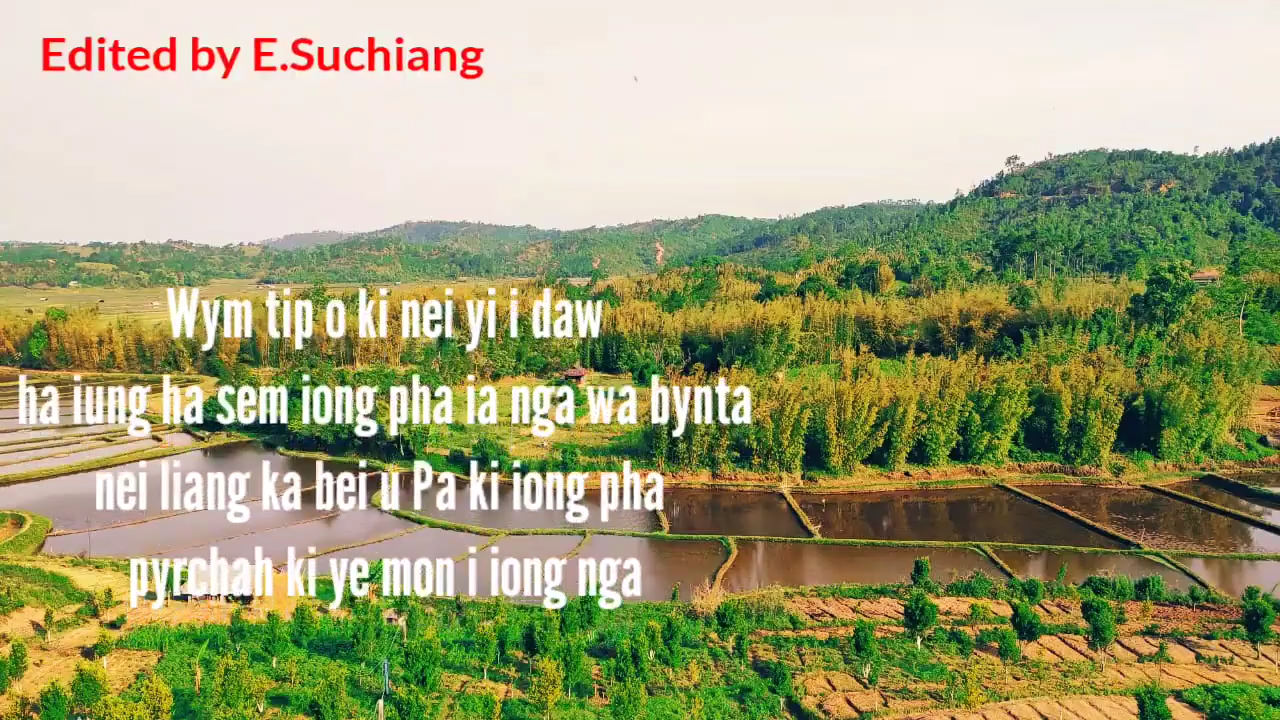 Edited by E.Suchiang
Wym tip o ki nei yi i daw
ha iung ha sem iong pha ia nga wa bynta
nei liang ka bei u Pa ki iong pha
pyrchah ki ye mon i iong nga